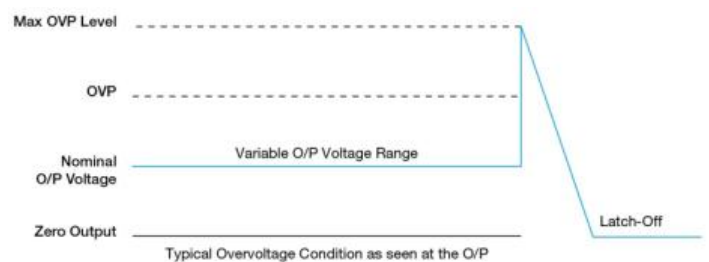 Max OVP Level
OVP
Variable O/P Voltage Range
Nominal
O/P Voltage
Latch-Off
Zero Output
Typical Overvoltage Condition as seen at the O/P